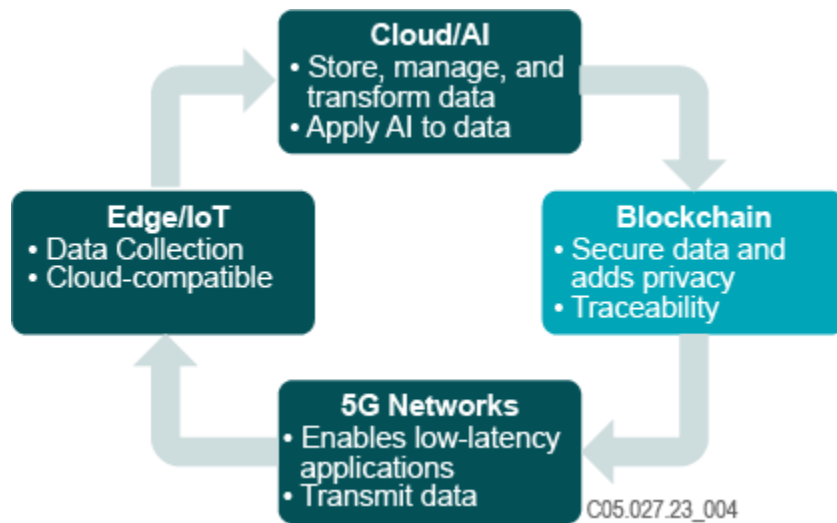 Cloud/AI
• Store, manage, and
transform data
• Apply AI to data
Edge/IoT
• Data Collection
• Cloud-compatible
Blockchain
• Secure data and
adds privacy
• Traceability
5G Networks
• Enables low-latency
applications
• Transmit data
C05.027.23_004